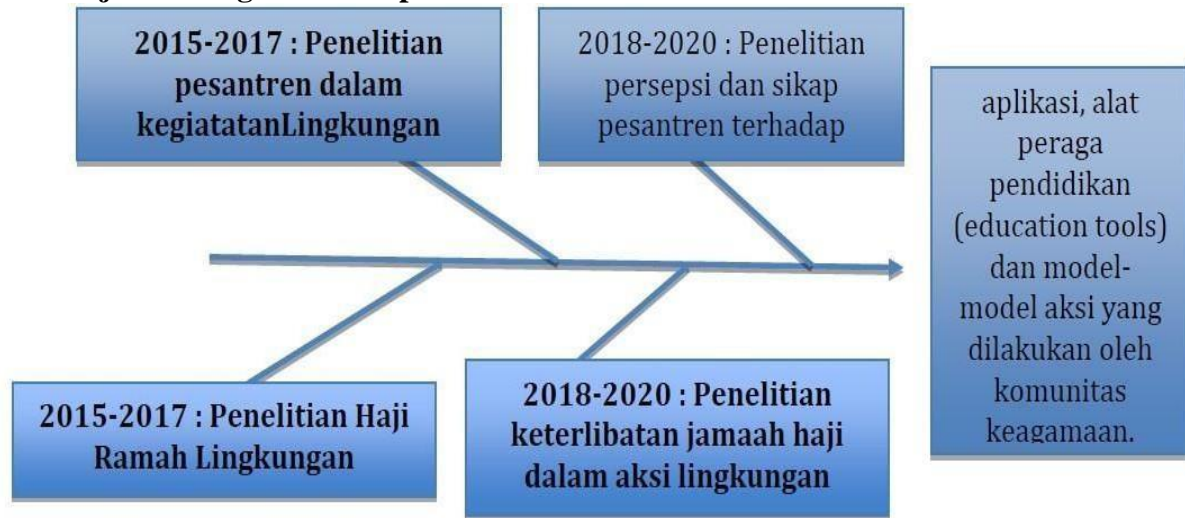 2015-2017 : Penelitian
pesantren dalam
kegiatatanLingkungan
2018-2020 : Penelitian
persepsi dan sikap
pesantren terhadap
aplikasi, alat
peraga
pendidikan
(education tools)
dan model-
model aksi yang
dilakukan oleh
komunitas
keagamaan.
2015-2017 : Penelitian Haji
Ramah Lingkungan
2018-2020 : Penelitian
keterlibatan jamaah haji
dalam aksi lingkungan